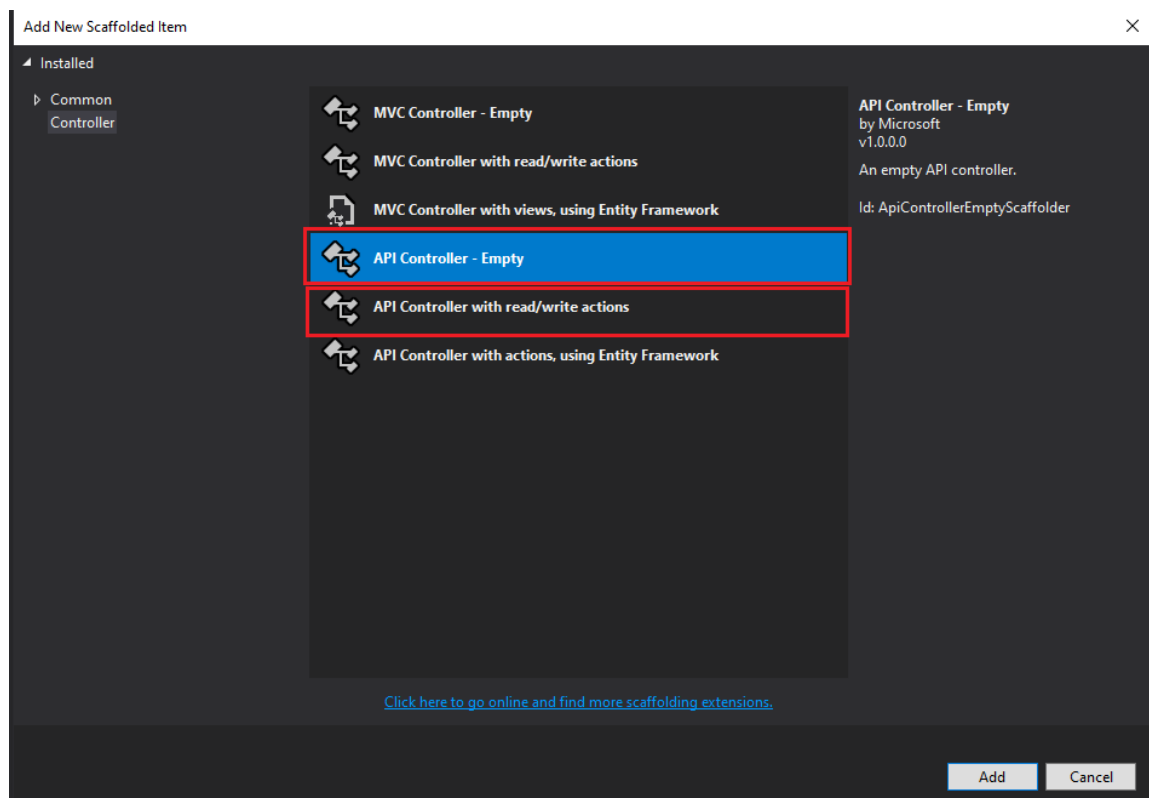 Add New Scaffolded Item
Installed
Common
Controller
MVC Controller - Empty
MVC Controller with read/write actions
MVC Controller with views, using Entity Framework
API Controller - Empty
API Controller with read/write actions
API Controller with actions, using Entity Framework
API Controller - Empty
by Microsoft
v1.0.0.0
An empty API controller.
Id: ApiControllerEmptyScaffolder
Click here to go online and find more scaffolding extensions.
Add
Cancel